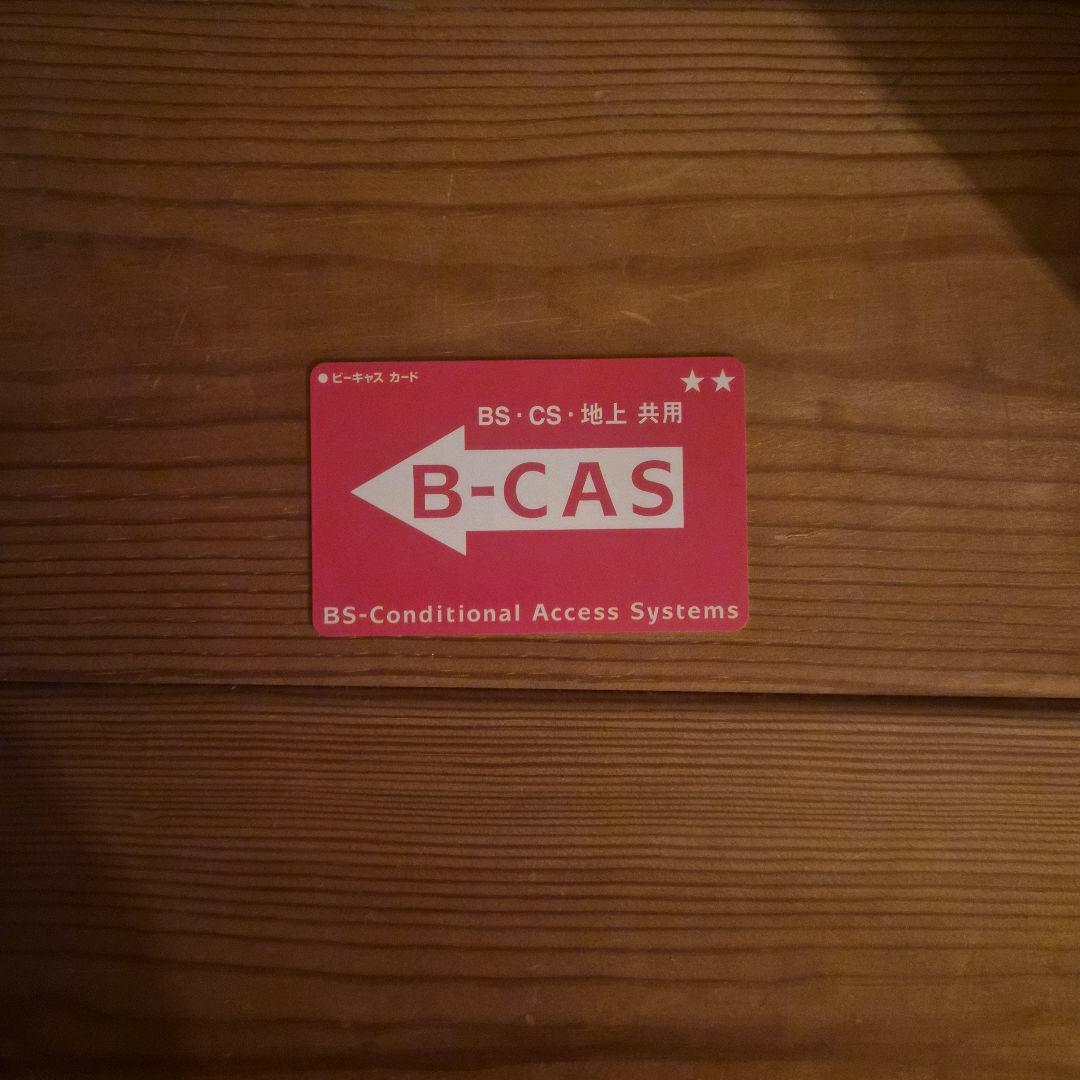 ●ビーキャス カード
★★
BS・CS・地上 共用
B-CAS
BS-Conditional Access Systems